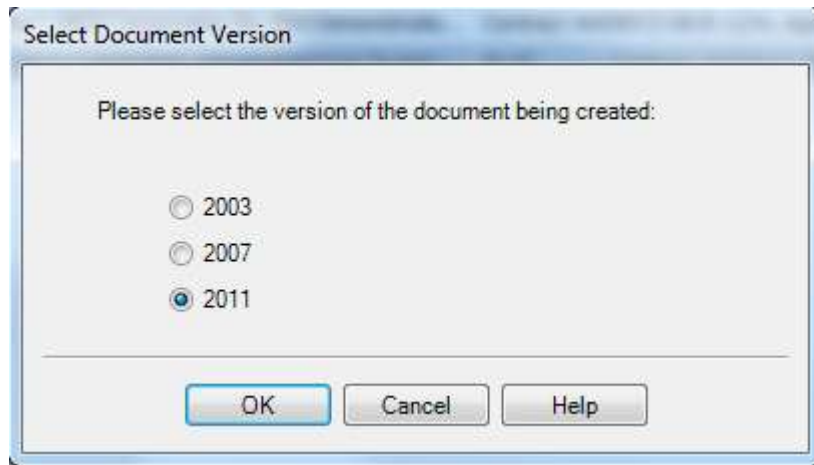 Select Document Version
Please select the version of the document being created:
2003
2007
2011
OK Cancel Help